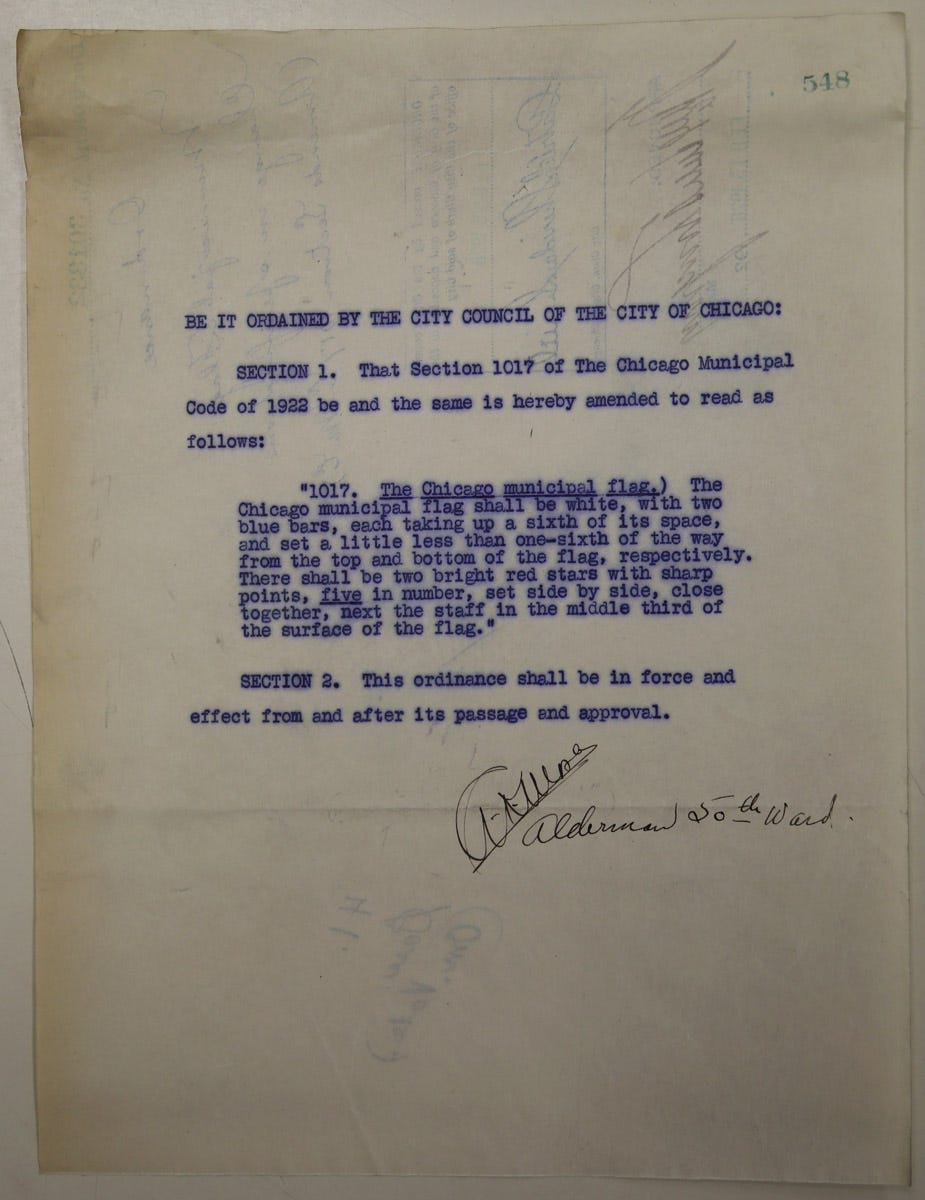 548
BE IT ORDAINED BY THE CITY COUNCIL OF THE CITY OF CHICAGO:
SECTION 1. That Section 1017 of The Chicago Municipal
Code of 1922 be and the same is hereby amended to read as
follows:
"1017. The Chicago municipal flag.) The
Chicago municipal flag shall be white, with two
blue bars, each taking up a sixth of its space,
and set a little less than one-sixth of the way
from the top and bottom of the flag, respectively.
There shall be two bright red stars with sharp
points, five in number, set side by side, close
together, next the staff in the middle third of
the surface of the flag."
SECTION 2. This ordinance shall be in force and
effect from and after its passage and approval.
Alderman 50th Ward.